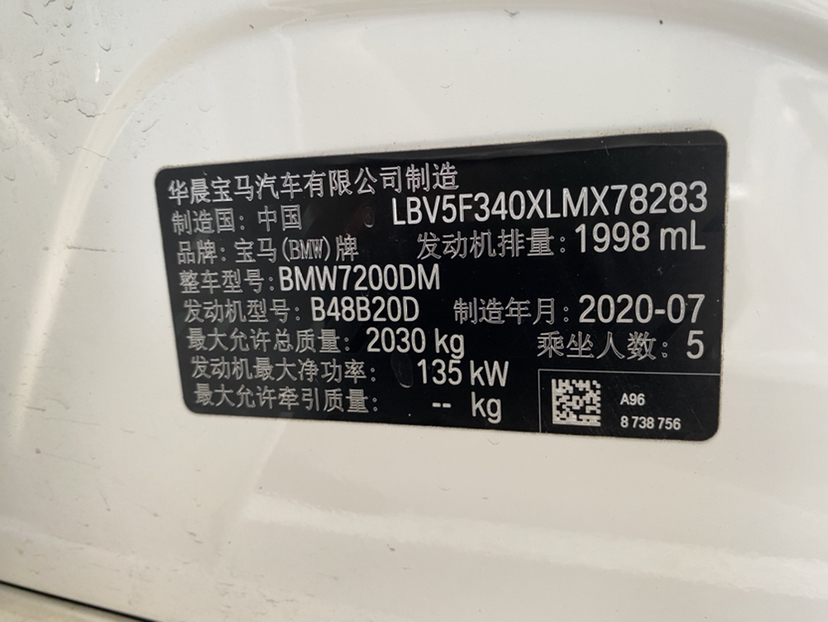 华晨宝马汽车有限公司制造
制造国：中国 LBV5F340XLMX78283
品牌：宝马(BMW)牌 发动机排量：1998 mL
整车型号：BMW7200DM
发动机型号：B48B20D 制造年月：2020-07
最大允许总质量：2030 kg 乘坐人数：5
发动机最大净功率：135 kW
最大允许牵引质量：-- kg
A96
8 738 756